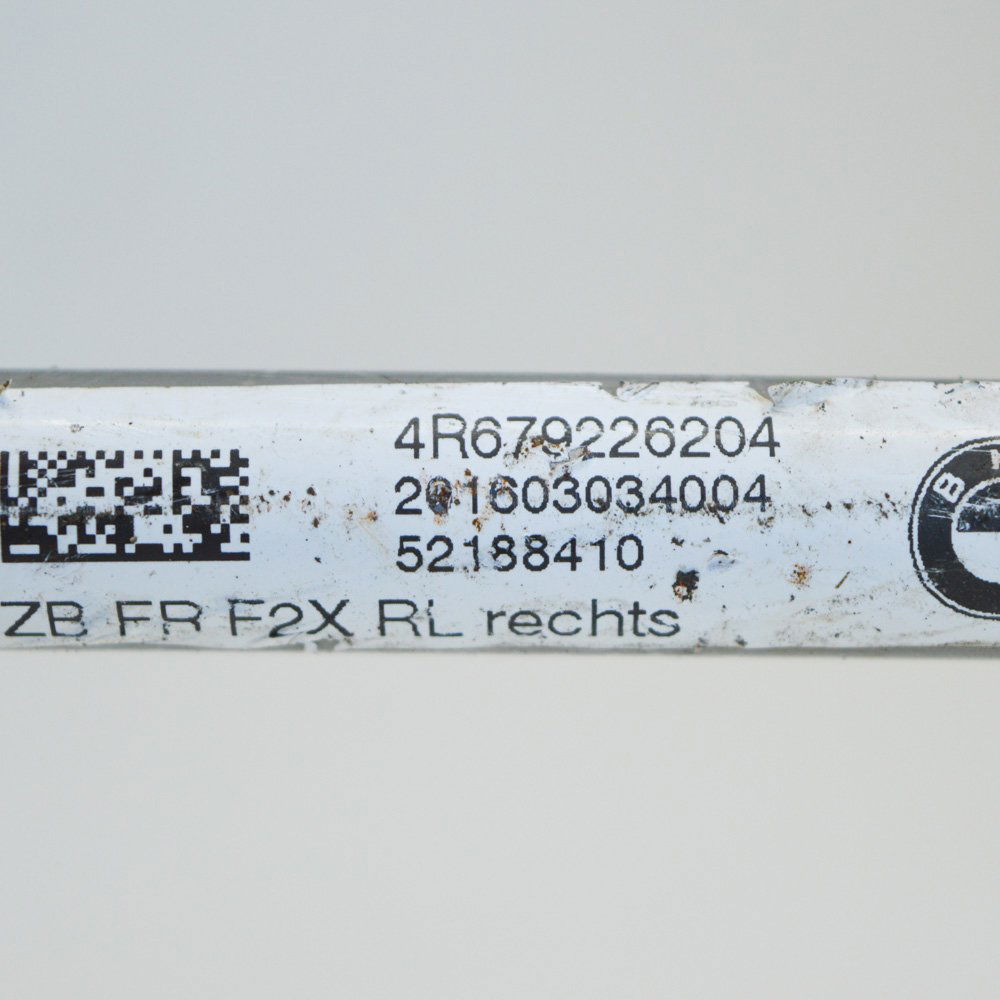 4R679226204
201603034004
52188410
ZB FR F2X RL rechts
B